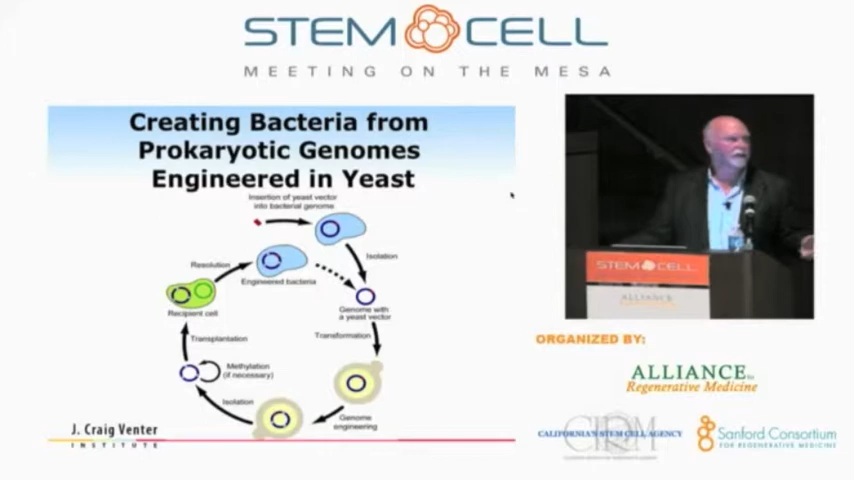 STEM CELL
MEETING ON THE MESA
Creating Bacteria from
Prokaryotic Genomes
Engineered in Yeast
Insertion of yeast vector
into bacterial genome
Isolation
Resolution
Engineered bacteria
Recipient cell
Genome with
a yeast vector
Transplantation
Transformation
Methylation
(if necessary)
Isolation
Genome
engineering
J. Craig Venter
INSTITUTE
STEM CELL
ALLIANCE
ORGANIZED BY:
ALLIANCE for
Regenerative Medicine
CIRM
CALIFORNIA'S STEM CELL AGENCY
Sanford Consortium
FOR REGENERATIVE MEDICINE